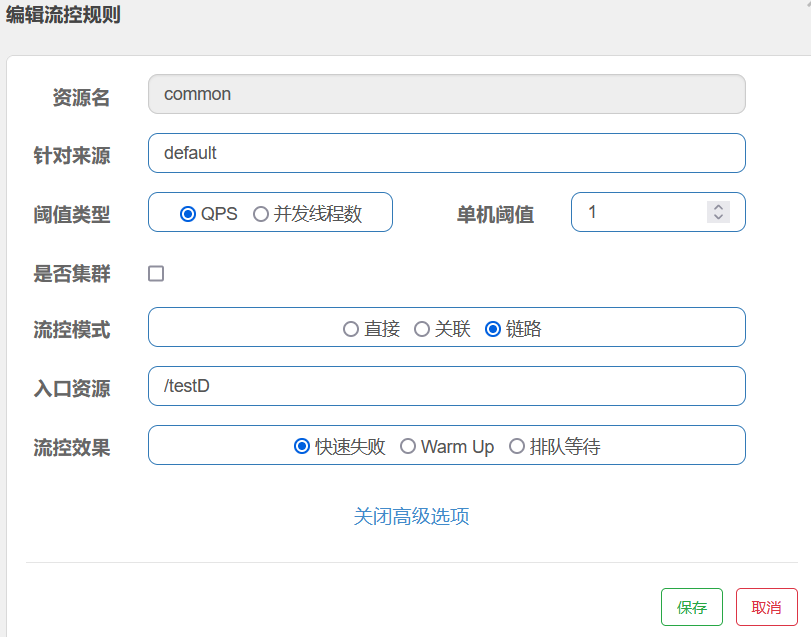 编辑流控规则
资源名 common
针对来源 default
阈值类型 QPS 并发线程数 单机阈值 1
是否集群
流控模式 直接 关联 链路
入口资源 /testD
流控效果 快速失败 Warm Up 排队等待
关闭高级选项
保存 取消